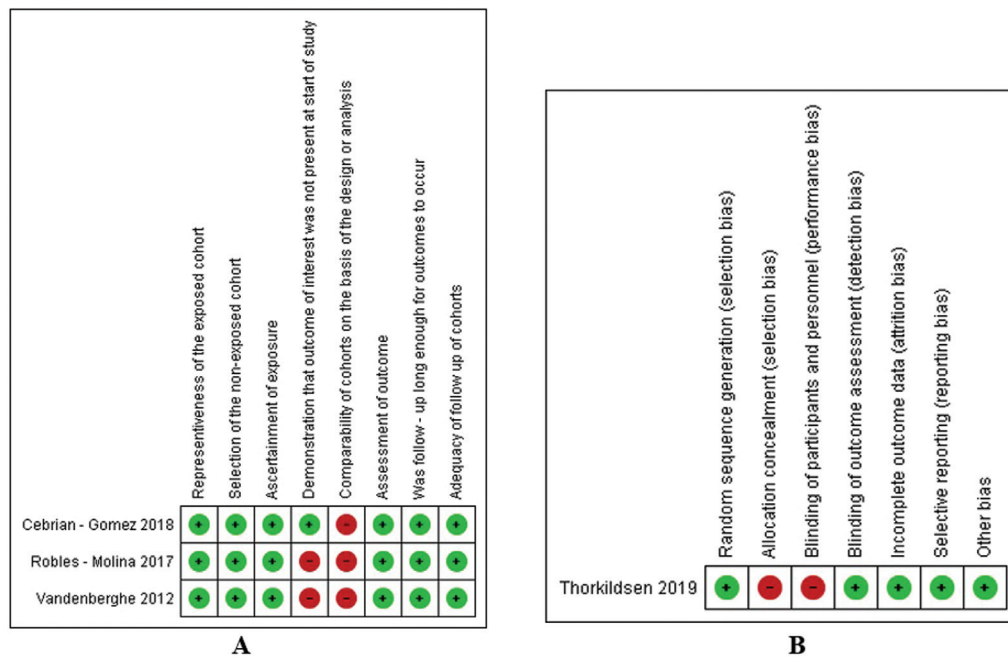 Representiveness of the exposed cohort
Selection of the non-exposed cohort
Ascertainment of exposure
Demonstration that outcome of interest was not present at start of study
Comparability of cohorts on the basis of the design or analysis
Assessment of outcome
Was follow - up long enough for outcomes to occur
Adequacy of follow up of cohorts
Cebrian - Gomez 2018 + + + + - + + +
Robles - Molina 2017 + + + - - + + +
Vandenberghe 2012 + + + - - + + +
A
Random sequence generation (selection bias)
Allocation concealment (selection bias)
Blinding of participants and personnel (performance bias)
Blinding of outcome assessment (detection bias)
Incomplete outcome data (attrition bias)
Selective reporting (reporting bias)
Other bias
Thorkildsen 2019 + - - + + + +
B